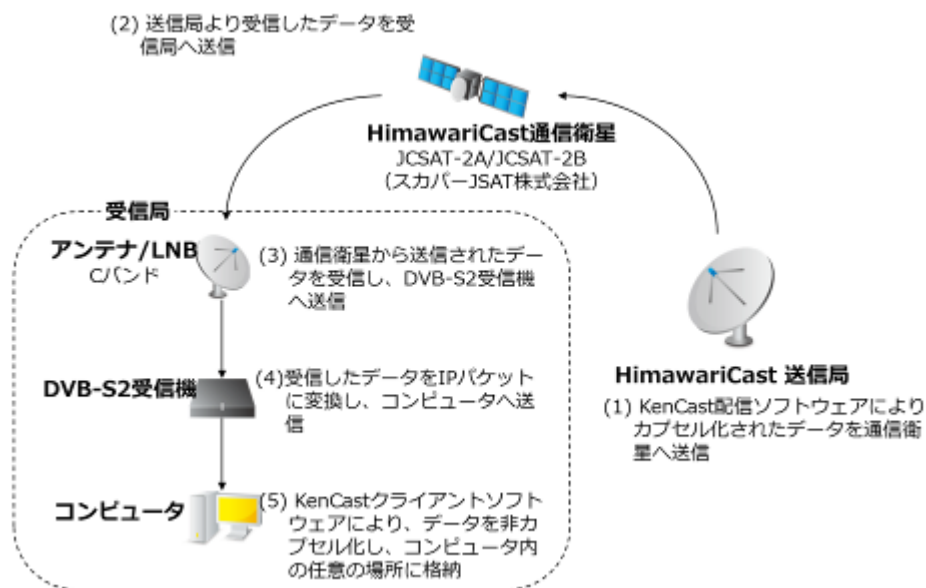 (2) 送信局より受信したデータを受
信局へ送信
HimawariCast通信衛星
JCSAT-2A/JCSAT-2B
（スカパーJSAT株式会社）
受信局
アンテナ/LNB
Cバンド
(3) 通信衛星から送信されたデー
タを受信し、DVB-S2受信機
へ送信
DVB-S2受信機
(4)受信したデータをIPパケット
に変換し、コンピュータへ送
信
コンピュータ
(5) KenCastクライアントソフト
ウェアにより、データを非カ
プセル化し、コンピュータ内
の任意の場所に格納
HimawariCast 送信局
(1) KenCast配信ソフトウェアにより
カプセル化されたデータを通信衛
星へ送信